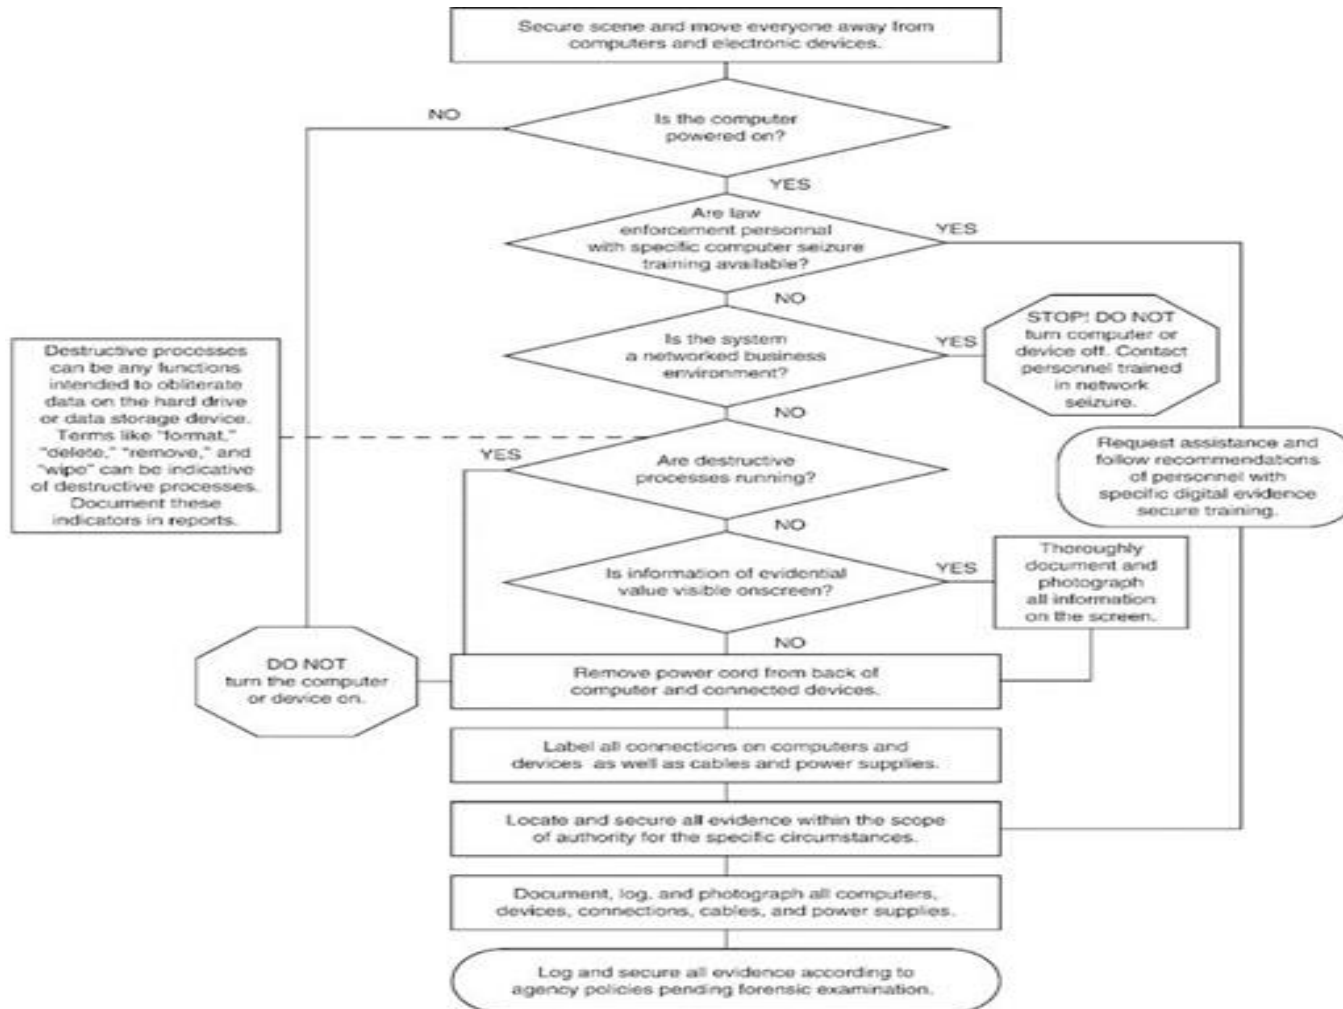 Secure scene and move everyone away from
computers and electronic devices.
NO
Is the computer
powered on?
YES
Are law
enforcement personnal
with specific computer seizure
training available?
YES
NO
Is the system
a networked business
environment?
YES
STOP! DO NOT
turn computer or
device off. Contact
personnel trained
in network
seizure.
NO
Destructive processes
can be any functions
intended to obliterate
data on the hard drive
or data storage device.
Terms like "format,"
"delete," "remove," and
"wipe" can be indicative
of destructive processes.
Document these
indicators in reports.
YES
Are destructive
processes running?
Request assistance and
follow recommendations
of personnel with
specific digital evidence
secure training.
NO
Is information of evidential
value visible onscreen?
YES
Thoroughly
document and
photograph
all information
on the screen.
NO
DO NOT
turn the computer
or device on.
Remove power cord from back of
computer and connected devices.
Label all connections on computers and
devices as well as cables and power supplies.
Locate and secure all evidence within the scope
of authority for the specific circumstances.
Document, log, and photograph all computers,
devices, connections, cables, and power supplies.
Log and secure all evidence according to
agency policies pending forensic examination.